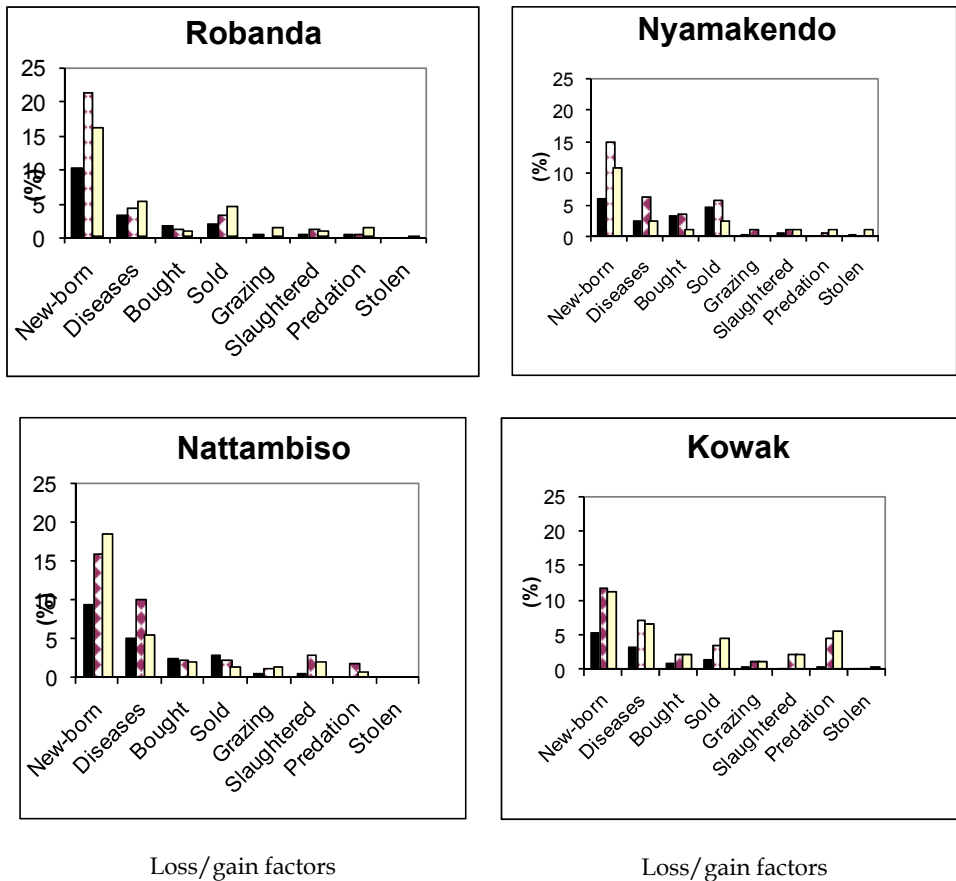 Robanda
25
20
15
10
5
0
(%)
New-born
Diseases
Bought
Sold
Grazing
Slaughtered
Predation
Stolen
Nyamakendo
25
20
15
10
5
0
(%)
New-born
Diseases
Bought
Sold
Grazing
Slaughtered
Predation
Stolen
Nattambiso
25
20
15
10
5
0
(%)
New-born
Diseases
Bought
Sold
Grazing
Slaughtered
Predation
Stolen
Kowak
25
20
15
10
5
0
(%)
New-born
Diseases
Bought
Sold
Grazing
Slaughtered
Predation
Stolen
Loss/gain factors
Loss/gain factors